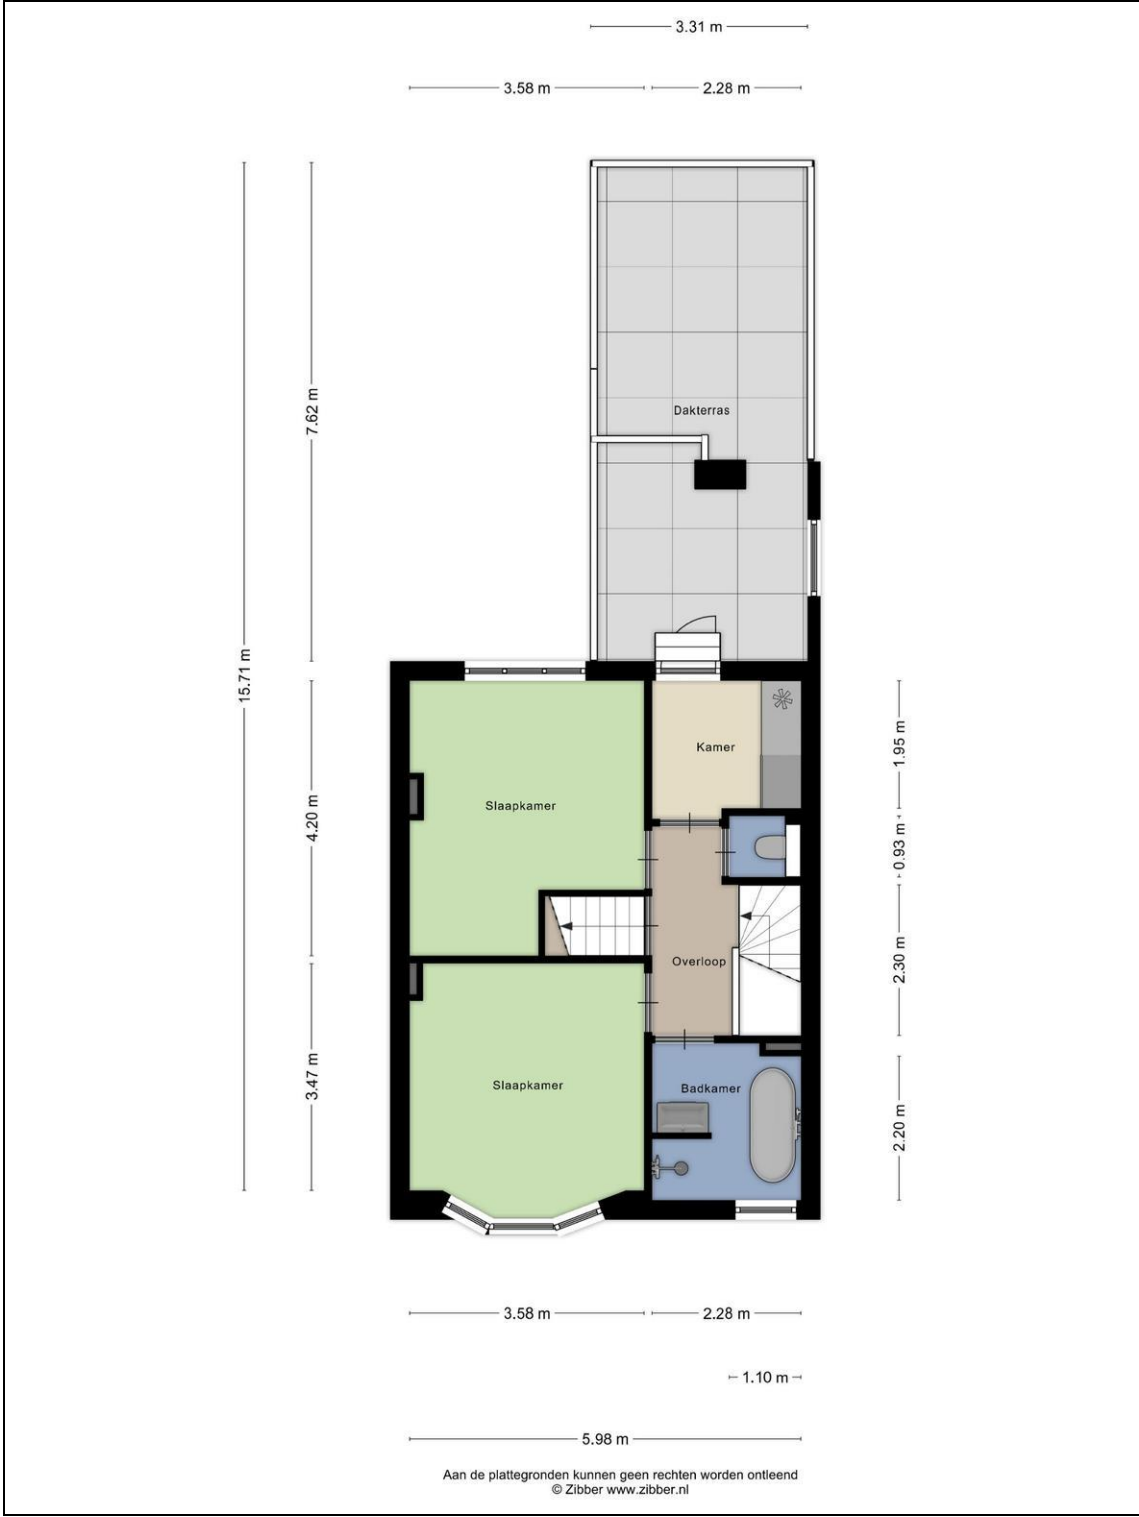 3.31 m
3.58 m
2.28 m
7.62 m
15.71 m
Dakterras
Kamer
1.95 m
Slaapkamer
4.20 m
0.93 m
Overloop
2.30 m
Slaapkamer
Badkamer
3.47 m
2.20 m
3.58 m
2.28 m
1.10 m
5.98 m
Aan de plattegronden kunnen geen rechten worden ontleend
© Zibber www.zibber.nl